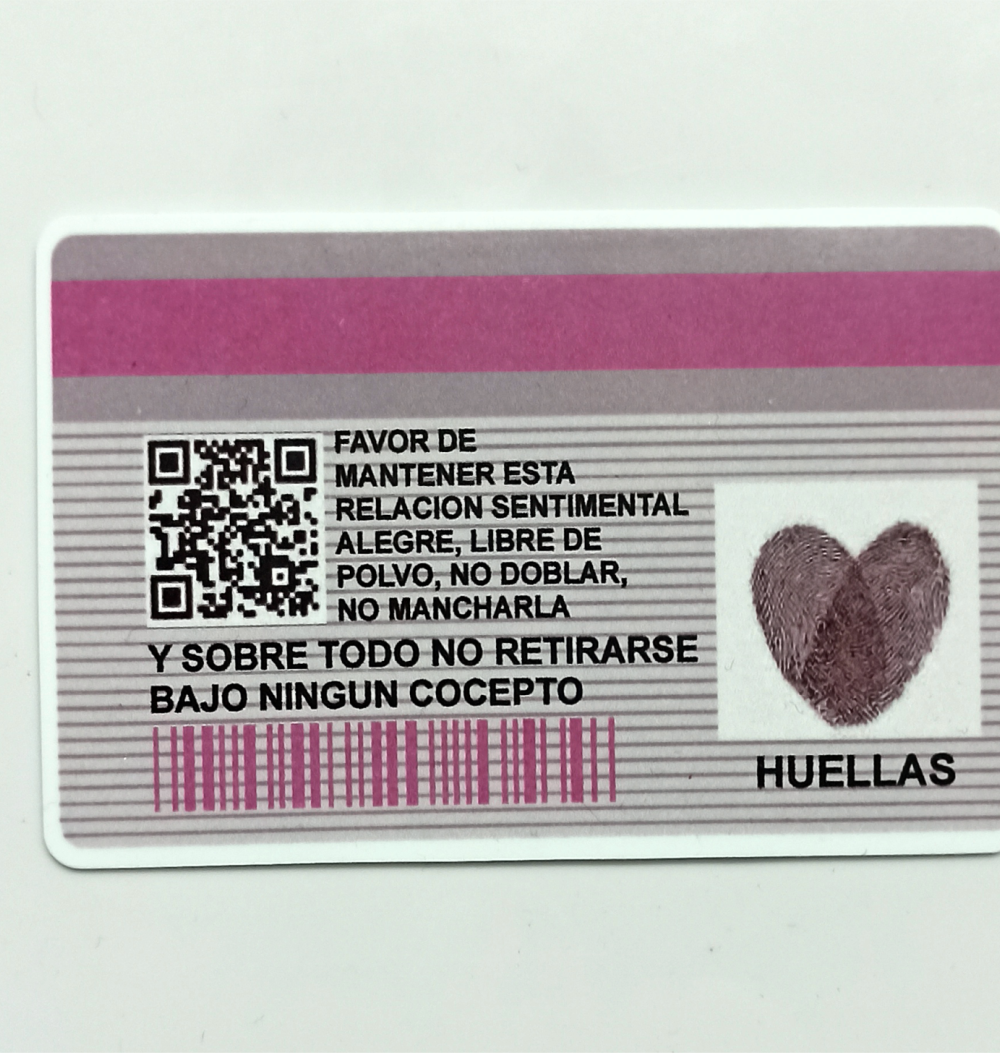 FAVOR DE
MANTENER ESTA
RELACION SENTIMENTAL
ALEGRE, LIBRE DE
POLVO, NO DOBLAR,
NO MANCHARLA
Y SOBRE TODO NO RETIRARSE
BAJO NINGUN COCEPTO
HUELLAS